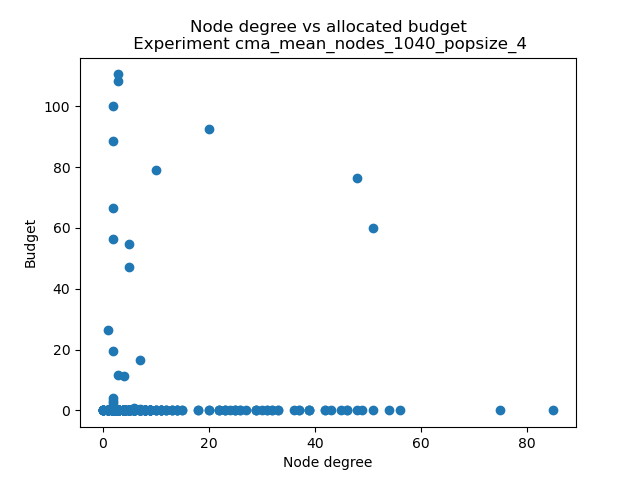 Node degree vs allocated budget
Experiment cma_mean_nodes_1040_popsize_4
100
80
60
40
20
0
Budget
0 20 40 60 80
Node degree